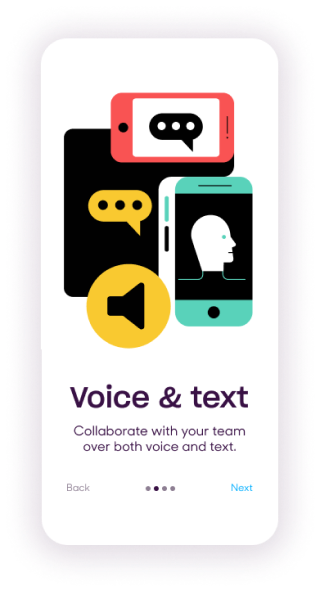 Voice & text
Collaborate with your team
over both voice and text.
Back
Next